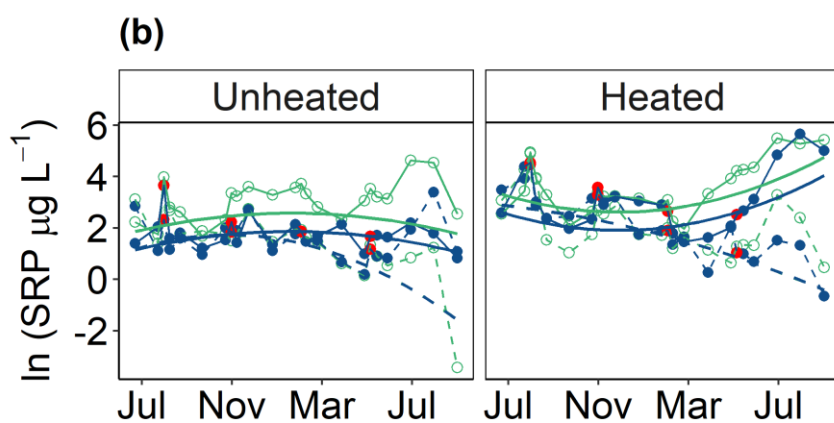 (b)
Unheated Heated
ln (SRP µg L⁻¹)
6
4
2
0
-2
Jul Nov Mar Jul Jul Nov Mar Jul